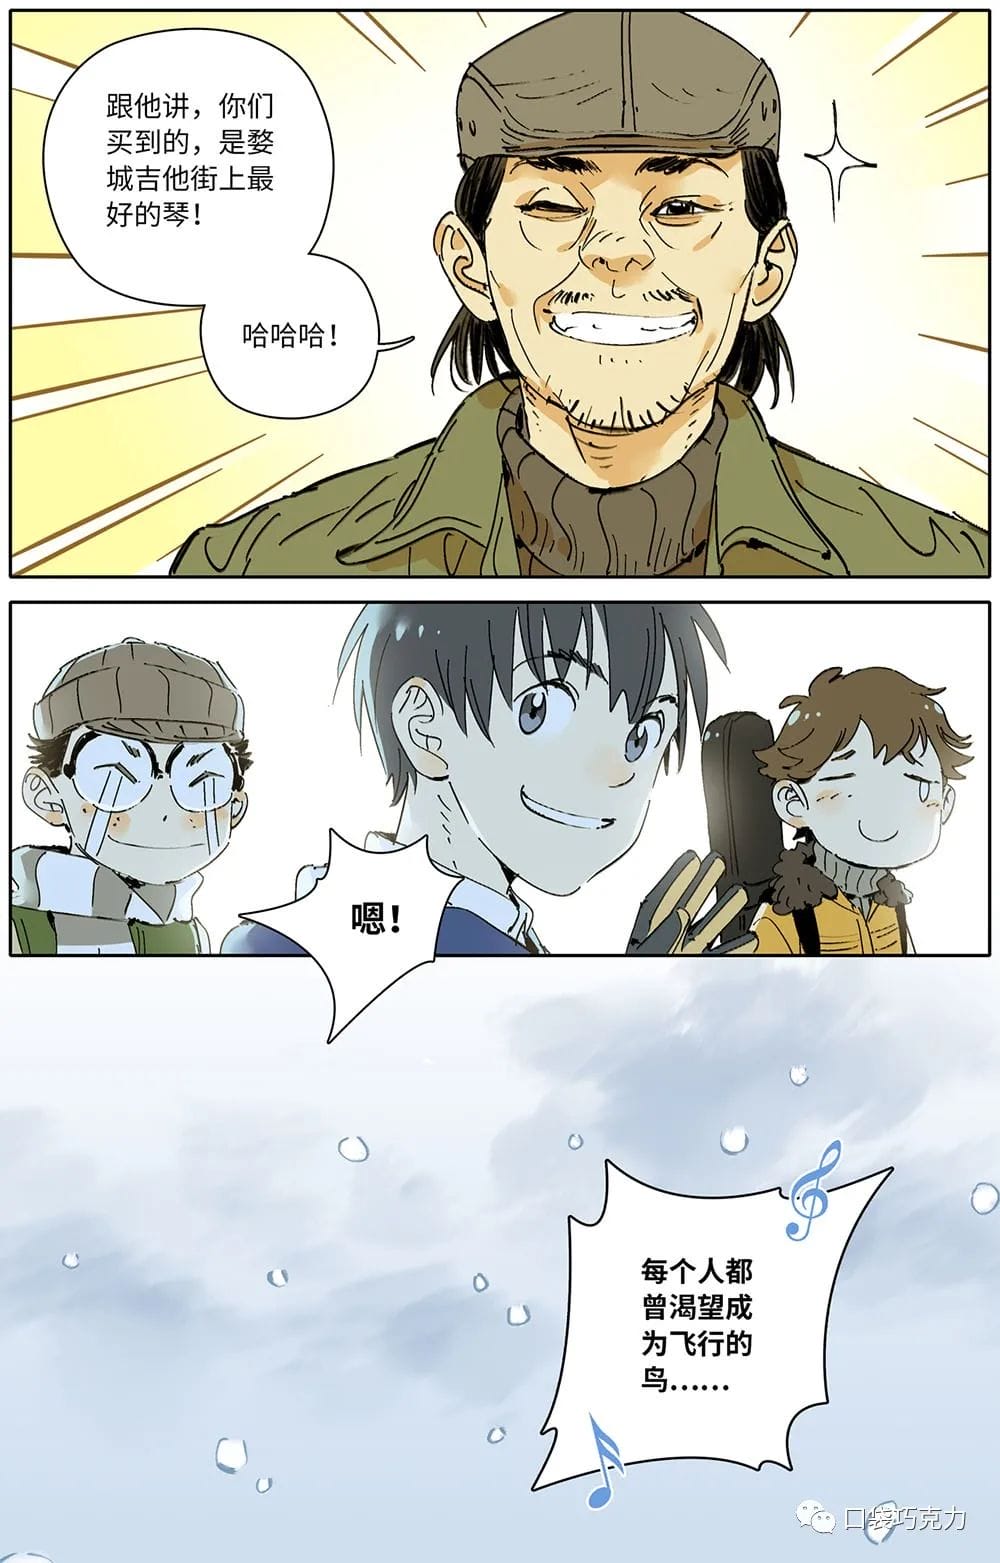 跟他讲，你们
买到的，是婺
城吉他街上最
好的琴！
哈哈哈！
嗯！
每个人都
曾渴望成
为飞行的
鸟……
口袋巧克力